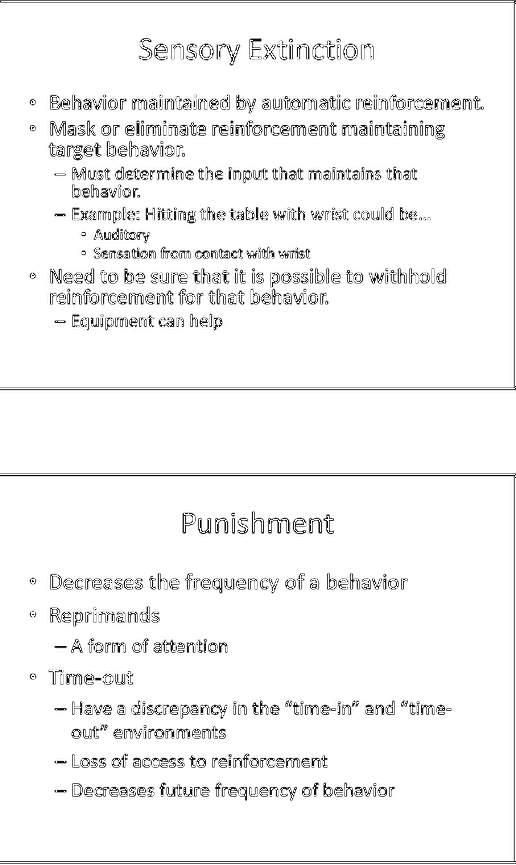 Sensory Extinction
• Behavior maintained by automatic reinforcement.
• Mask or eliminate reinforcement maintaining
target behavior.
– Must determine the input that maintains that
behavior.
– Example: Hitting the table with wrist could be…
• Auditory
• Sensation from contact with wrist
• Need to be sure that it is possible to withhold
reinforcement for that behavior.
– Equipment can help
Punishment
• Decreases the frequency of a behavior
• Reprimands
– A form of attention
• Time-out
– Have a discrepancy in the “time-in” and “time-
out” environments
– Loss of access to reinforcement
– Decreases future frequency of behavior